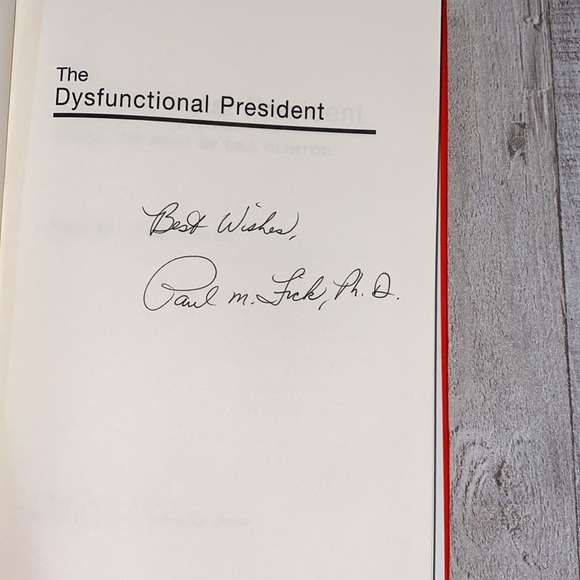 The
Dysfunctional President
Best Wishes,
Paul M. Fick, Ph. D.